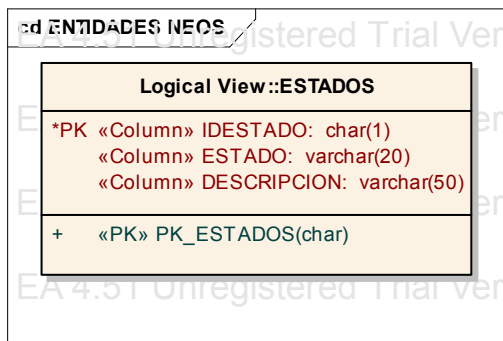 cd ENTIDADES NEOS
EA 4.51 Unregistered Trial Ver
Logical View::ESTADOS
*PK «Column» IDESTADO: char(1)
«Column» ESTADO: varchar(20)
«Column» DESCRIPCION: varchar(50)
+ «PK» PK_ESTADOS(char)
EA 4.51 Unregistered Trial Ver